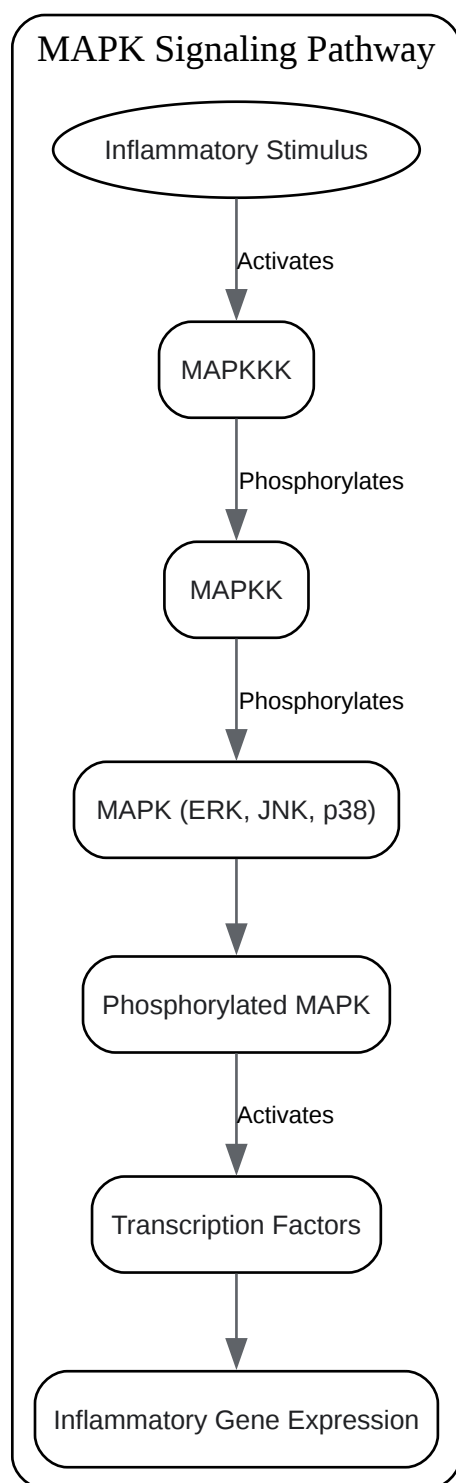 MAPK Signaling Pathway
Inflammatory Stimulus
Activates
MAPKKK
Phosphorylates
MAPKK
Phosphorylates
MAPK (ERK, JNK, p38)
Phosphorylated MAPK
Activates
Transcription Factors
Inflammatory Gene Expression